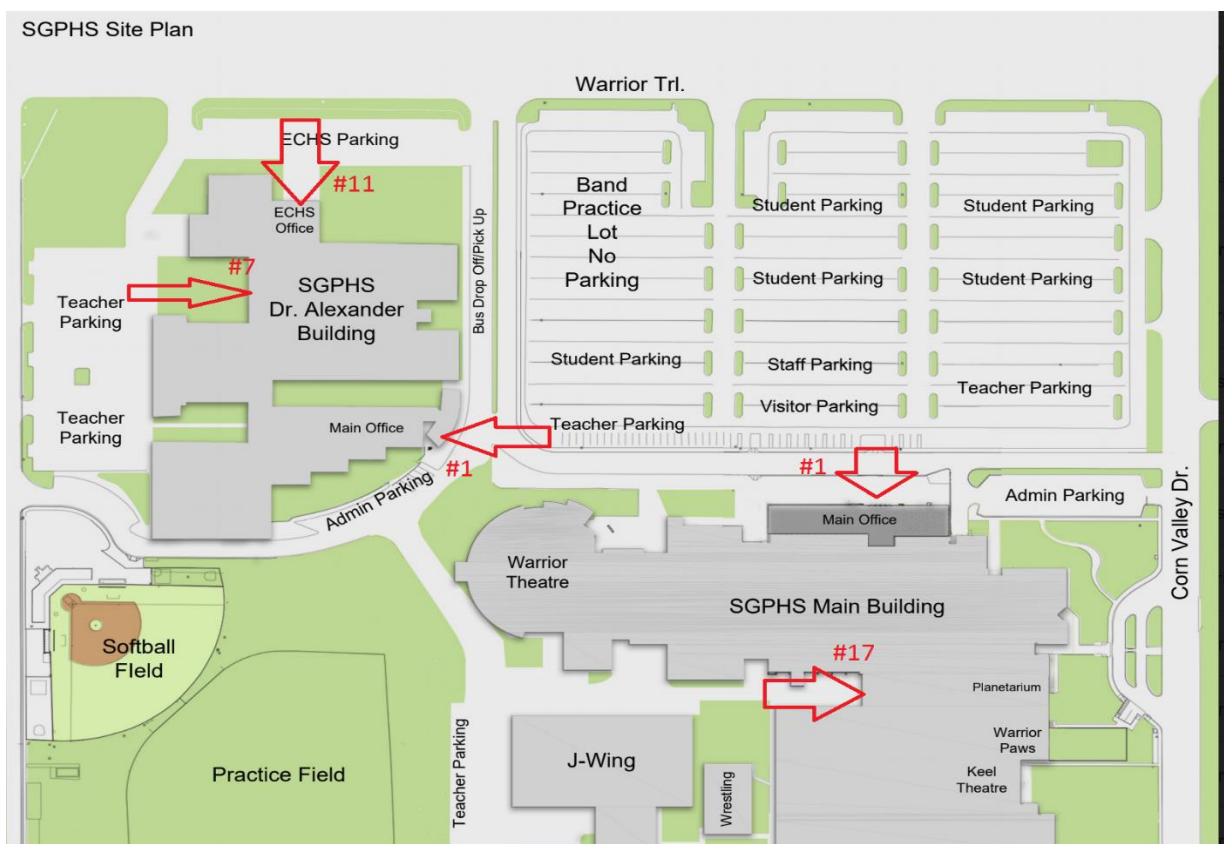 SGPHS Site Plan
Warrior Trl.
ECHS Parking
#11
ECHS
Office
#7
SGPHS
Dr. Alexander
Building
Teacher
Parking
Teacher
Parking
Main Office
#1
Admin Parking
Bus Drop Off/Pick Up
Band
Practice
Lot
No
Parking
Student Parking
Student Parking
Student Parking
Student Parking
Student Parking
Staff Parking
Teacher Parking
Visitor Parking
Teacher Parking
#1
Main Office
Admin Parking
Corn Valley Dr.
Warrior
Theatre
SGPHS Main Building
#17
Planetarium
Warrior
Paws
Keel
Theatre
Softball
FIeld
Practice Field
Teacher Parking
J-Wing
Wrestling